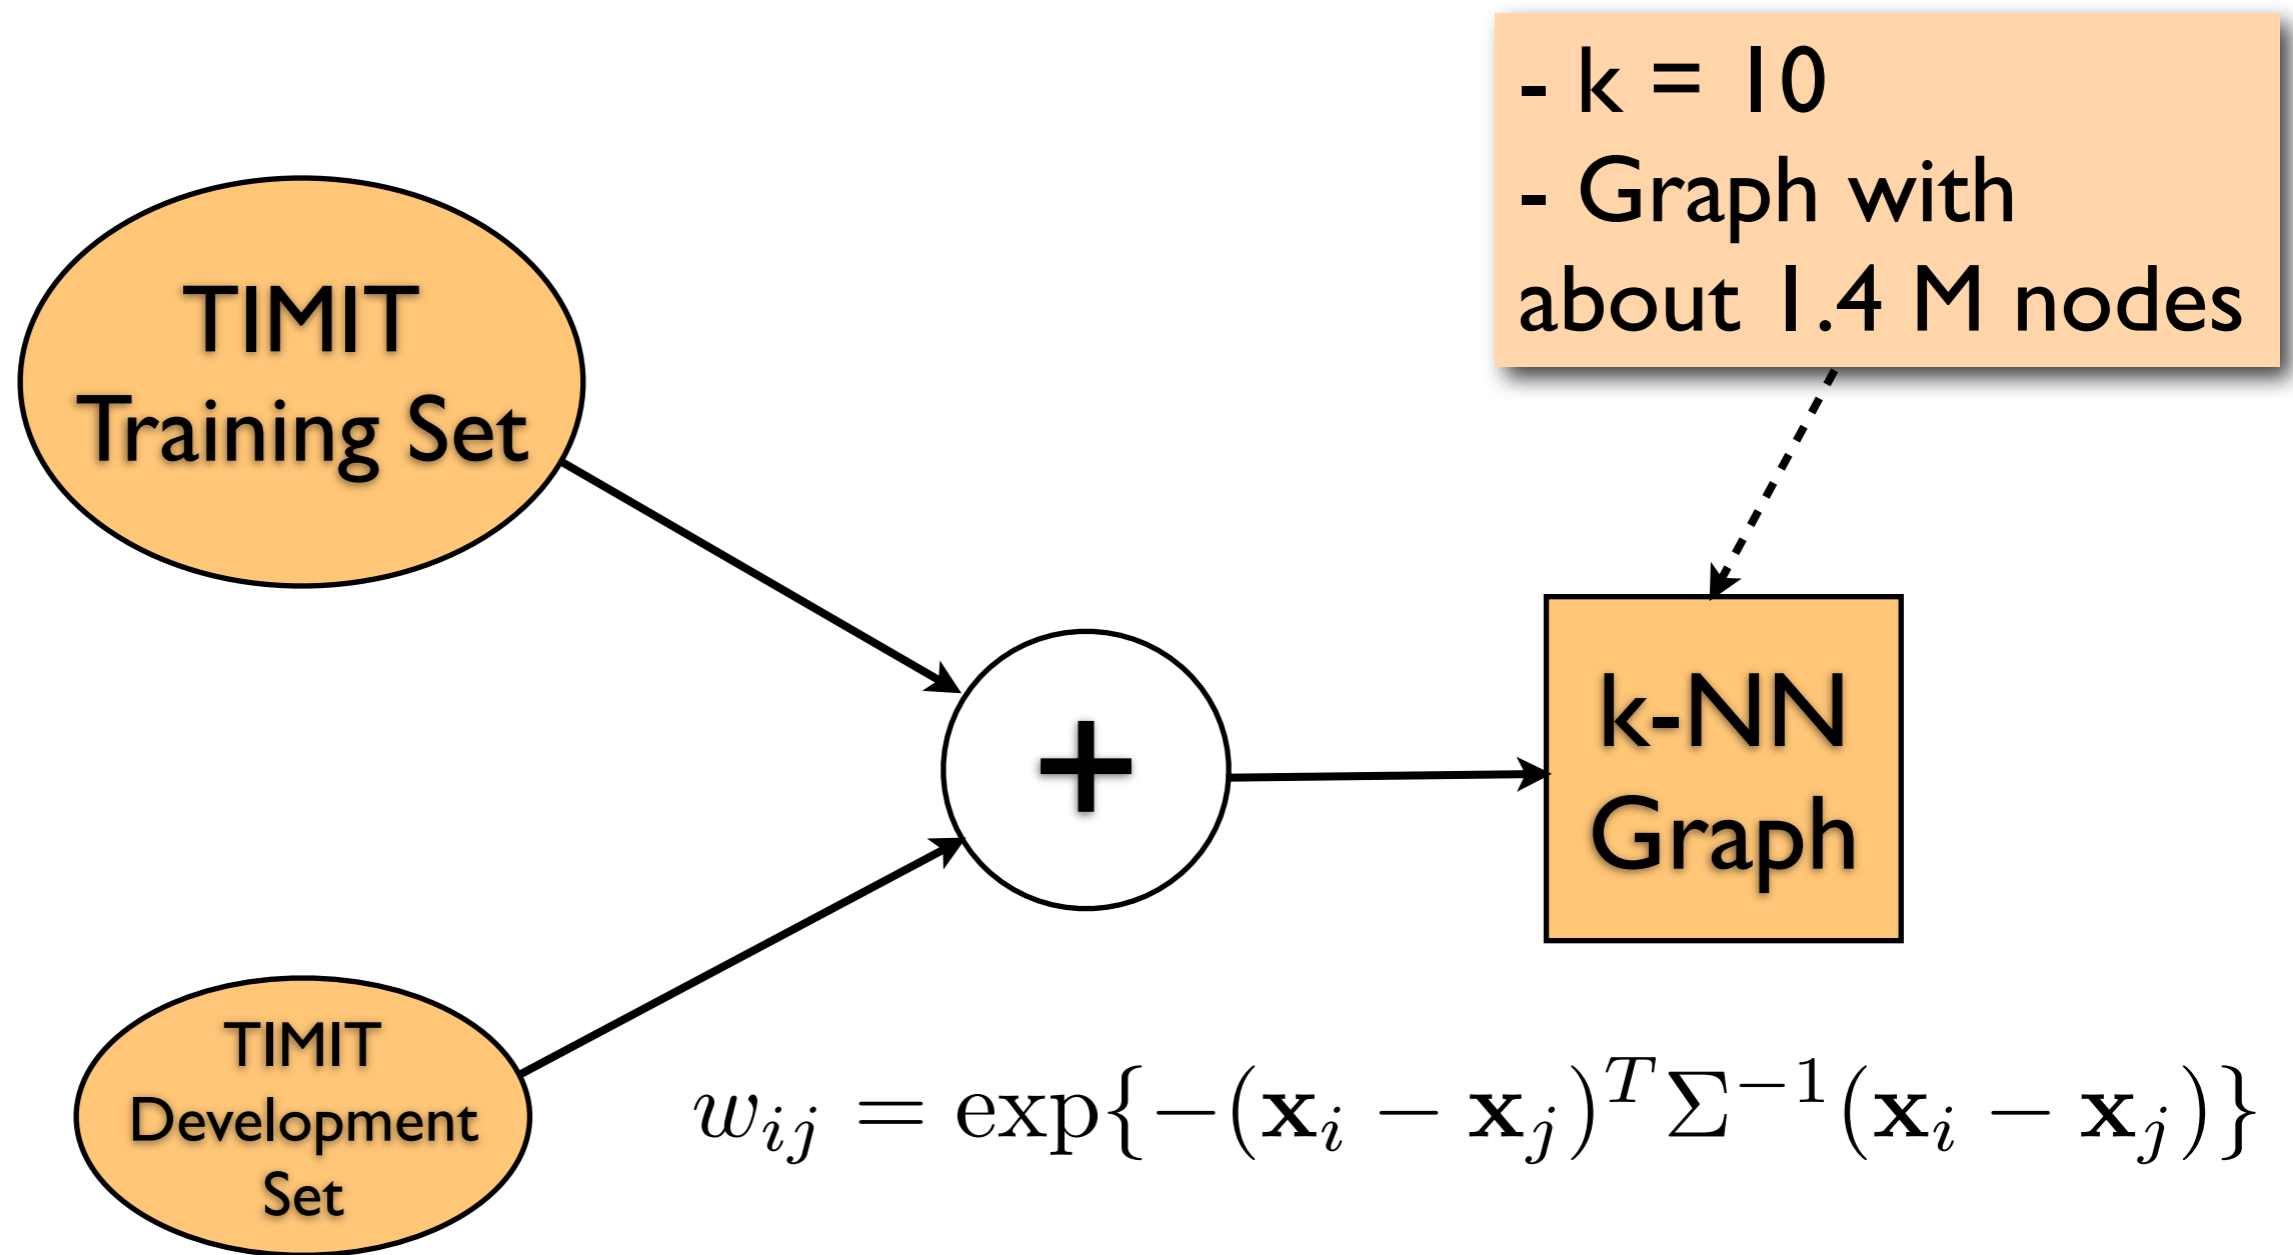 - k = 10
- Graph with
about 1.4 M nodes
TIMIT
Training Set
+
k-NN
Graph
TIMIT
Development
Set
w_{ij} = exp{−(x_i − x_j)^T Σ^{−1}(x_i − x_j)}